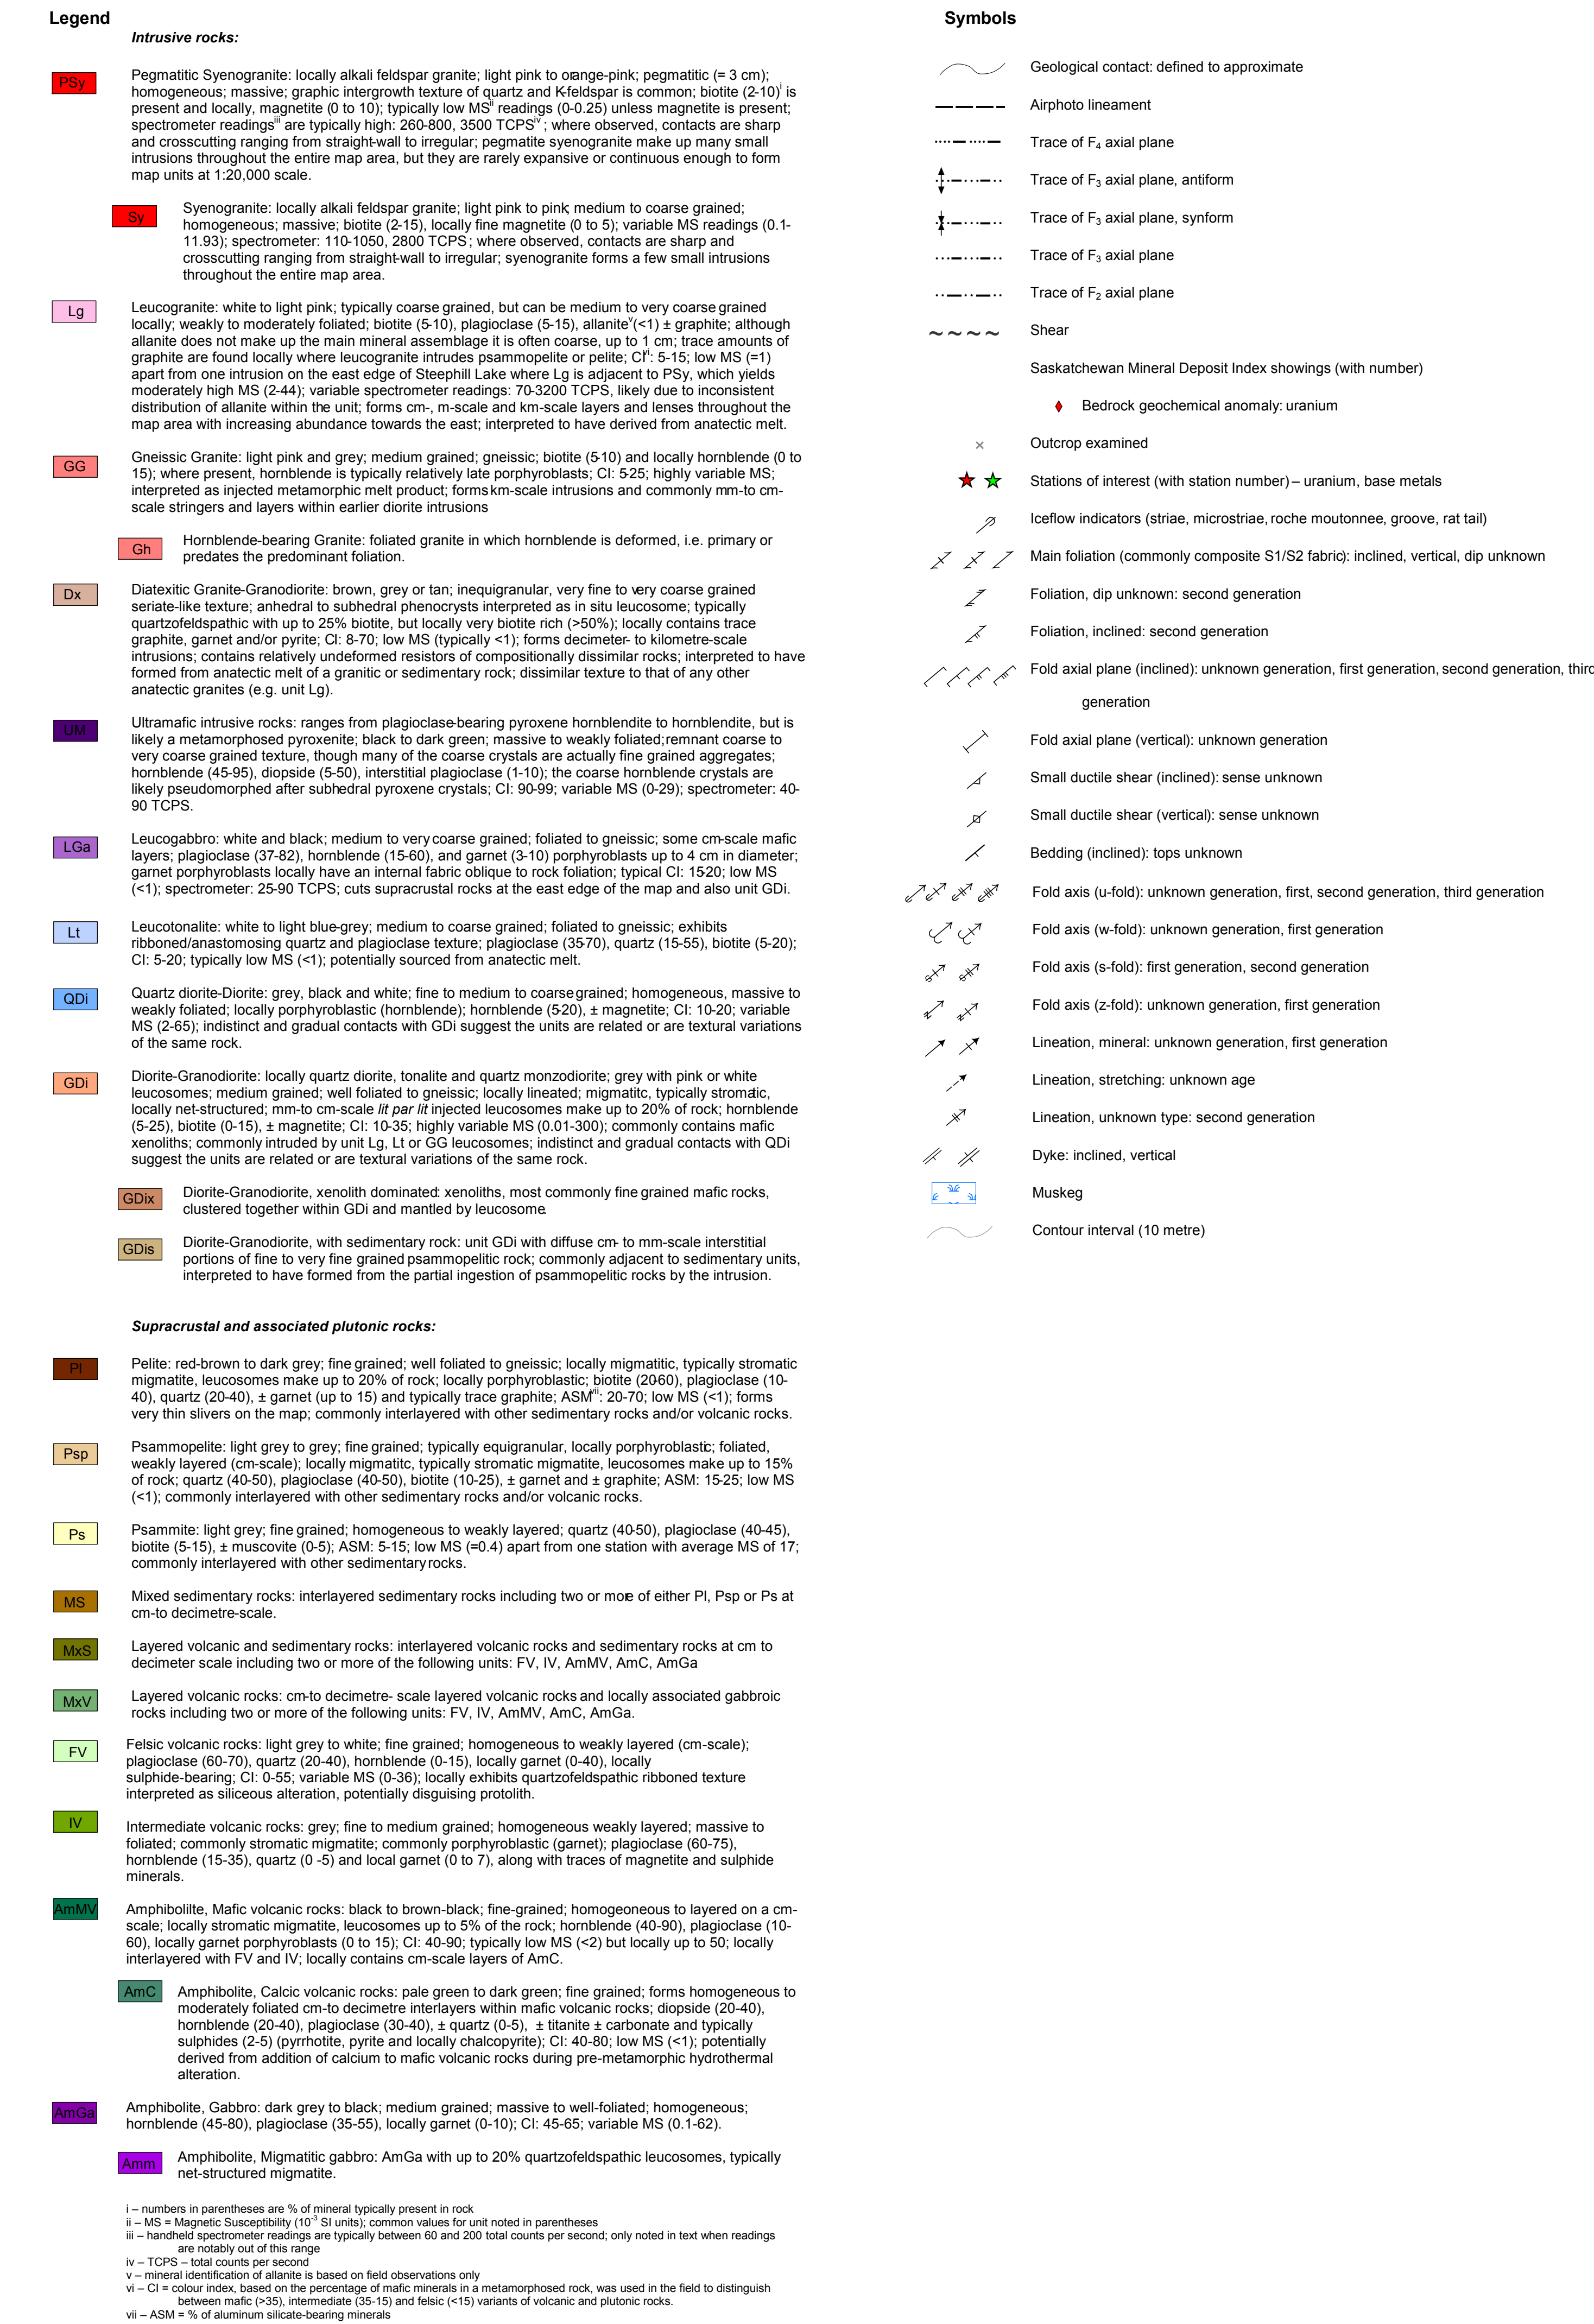 Legend
Intrusive rocks:
PSy
Pegmatitic Syenogranite: locally alkali feldspar granite; light pink to orange-pink; pegmatitic (= 3 cm);
homogeneous; massive; graphic intergrowth texture of quartz and K-feldspar is common; biotite (2-10)i is
present and locally, magnetite (0 to 10); typically low MSii readings (0-0.25) unless magnetite is present;
spectrometer readingsiii are typically high: 260-800, 3500 TCPSiv; where observed, contacts are sharp
and crosscutting ranging from straight-wall to irregular; pegmatite syenogranite make up many small
intrusions throughout the entire map area, but they are rarely expansive or continuous enough to form
map units at 1:20,000 scale.
Sy
Syenogranite: locally alkali feldspar granite; light pink to pink; medium to coarse grained;
homogeneous; massive; biotite (2-15), locally fine magnetite (0 to 5); variable MS readings (0.1-
11.93); spectrometer: 110-1050, 2800 TCPS; where observed, contacts are sharp and
crosscutting ranging from straight-wall to irregular; syenogranite forms a few small intrusions
throughout the entire map area.
Lg
Leucogranite: white to light pink; typically coarse grained, but can be medium to very coarse grained
locally; weakly to moderately foliated; biotite (5-10), plagioclase (5-15), allanitev(<1) ± graphite; although
allanite does not make up the main mineral assemblage it is often coarse, up to 1 cm; trace amounts of
graphite are found locally where leucogranite intrudes psammopelite or pelite; CIvi: 5-15; low MS (=1)
apart from one intrusion on the east edge of Steephill Lake where Lg is adjacent to PSy, which yields
moderately high MS (2-44); variable spectrometer readings: 70-3200 TCPS, likely due to inconsistent
distribution of allanite within the unit; forms cm-, m-scale and km-scale layers and lenses throughout the
map area with increasing abundance towards the east; interpreted to have derived from anatectic melt.
GG
Gneissic Granite: light pink and grey; medium grained; gneissic; biotite (5-10) and locally hornblende (0 to
15); where present, hornblende is typically relatively late porphyroblasts; CI: 5-25; highly variable MS;
interpreted as injected metamorphic melt product; forms km-scale intrusions and commonly mm-to cm-
scale stringers and layers within earlier diorite intrusions
Gh
Hornblende-bearing Granite: foliated granite in which hornblende is deformed, i.e. primary or
predates the predominant foliation.
Dx
Diatexitic Granite-Granodiorite: brown, grey or tan; inequigranular, very fine to very coarse grained
seriate-like texture; anhedral to subhedral phenocrysts interpreted as in situ leucosome; typically
quartzofeldspathic with up to 25% biotite, but locally very biotite rich (>50%); locally contains trace
graphite, garnet and/or pyrite; CI: 8-70; low MS (typically <1); forms decimeter- to kilometre-scale
intrusions; contains relatively undeformed resistors of compositionally dissimilar rocks; interpreted to have
formed from anatectic melt of a granitic or sedimentary rock; dissimilar texture to that of any other
anatectic granites (e.g. unit Lg).
UM
Ultramafic intrusive rocks: ranges from plagioclase-bearing pyroxene hornblendite to hornblendite, but is
likely a metamorphosed pyroxenite; black to dark green; massive to weakly foliated; remnant coarse to
very coarse grained texture, though many of the coarse crystals are actually fine grained aggregates;
hornblende (45-95), diopside (5-50), interstitial plagioclase (1-10); the coarse hornblende crystals are
likely pseudomorphed after subhedral pyroxene crystals; CI: 90-99; variable MS (0-29); spectrometer: 40-
90 TCPS.
LGa
Leucogabbro: white and black; medium to very coarse grained; foliated to gneissic; some cm-scale mafic
layers; plagioclase (37-82), hornblende (15-60), and garnet (3-10) porphyroblasts up to 4 cm in diameter;
garnet porphyroblasts locally have an internal fabric oblique to rock foliation; typical CI: 15-20; low MS
(<1); spectrometer: 25-90 TCPS; cuts supracrustal rocks at the east edge of the map and also unit GDi.
Lt
Leucotonalite: white to light blue-grey; medium to coarse grained; foliated to gneissic; exhibits
ribboned/anastomosing quartz and plagioclase texture; plagioclase (35-70), quartz (15-55), biotite (5-20);
CI: 5-20; typically low MS (<1); potentially sourced from anatectic melt.
QDi
Quartz diorite-Diorite: grey, black and white; fine to medium to coarse grained; homogeneous, massive to
weakly foliated; locally porphyroblastic (hornblende); hornblende (5-20), ± magnetite; CI: 10-20; variable
MS (2-65); indistinct and gradual contacts with GDi suggest the units are related or are textural variations
of the same rock.
GDi
Diorite-Granodiorite: locally quartz diorite, tonalite and quartz monzodiorite; grey with pink or white
leucosomes; medium grained; well foliated to gneissic; locally lineated; migmatitc, typically stromatic,
locally net-structured; mm-to cm-scale lit par lit injected leucosomes make up to 20% of rock; hornblende
(5-25), biotite (0-15), ± magnetite; CI: 10-35; highly variable MS (0.01-300); commonly contains mafic
xenoliths; commonly intruded by unit Lg, Lt or GG leucosomes; indistinct and gradual contacts with QDi
suggest the units are related or are textural variations of the same rock.
GDix
Diorite-Granodiorite, xenolith dominated: xenoliths, most commonly fine grained mafic rocks,
clustered together within GDi and mantled by leucosome.
GDis
Diorite-Granodiorite, with sedimentary rock: unit GDi with diffuse cm- to mm-scale interstitial
portions of fine to very fine grained psammopelitic rock; commonly adjacent to sedimentary units,
interpreted to have formed from the partial ingestion of psammopelitic rocks by the intrusion.
Supracrustal and associated plutonic rocks:
Pl
Pelite: red-brown to dark grey; fine grained; well foliated to gneissic; locally migmatitic, typically stromatic
migmatite, leucosomes make up to 20% of rock; locally porphyroblastic; biotite (20-60), plagioclase (10-
40), quartz (20-40), ± garnet (up to 15) and typically trace graphite; ASMvii: 20-70; low MS (<1); forms
very thin slivers on the map; commonly interlayered with other sedimentary rocks and/or volcanic rocks.
Psp
Psammopelite: light grey to grey; fine grained; typically equigranular, locally porphyroblastic; foliated,
weakly layered (cm-scale); locally migmatitc, typically stromatic migmatite, leucosomes make up to 15%
of rock; quartz (40-50), plagioclase (40-50), biotite (10-25), ± garnet and ± graphite; ASM: 15-25; low MS
(<1); commonly interlayered with other sedimentary rocks and/or volcanic rocks.
Ps
Psammite: light grey; fine grained; homogeneous to weakly layered; quartz (40-50), plagioclase (40-45),
biotite (5-15), ± muscovite (0-5); ASM: 5-15; low MS (=0.4) apart from one station with average MS of 17;
commonly interlayered with other sedimentary rocks.
MS
Mixed sedimentary rocks: interlayered sedimentary rocks including two or more of either Pl, Psp or Ps at
cm-to decimetre-scale.
MxS
Layered volcanic and sedimentary rocks: interlayered volcanic rocks and sedimentary rocks at cm to
decimeter scale including two or more of the following units: FV, IV, AmMV, AmC, AmGa
MxV
Layered volcanic rocks: cm-to decimetre- scale layered volcanic rocks and locally associated gabbroic
rocks including two or more of the following units: FV, IV, AmMV, AmC, AmGa.
FV
Felsic volcanic rocks: light grey to white; fine grained; homogeneous to weakly layered (cm-scale);
plagioclase (60-70), quartz (20-40), hornblende (0-15), locally garnet (0-40), locally
sulphide-bearing; CI: 0-55; variable MS (0-36); locally exhibits quartzofeldspathic ribboned texture
interpreted as siliceous alteration, potentially disguising protolith.
IV
Intermediate volcanic rocks: grey; fine to medium grained; homogeneous weakly layered; massive to
foliated; commonly stromatic migmatite; commonly porphyroblastic (garnet); plagioclase (60-75),
hornblende (15-35), quartz (0 -5) and local garnet (0 to 7), along with traces of magnetite and sulphide
minerals.
AmMV
Amphibolilte, Mafic volcanic rocks: black to brown-black; fine-grained; homogeoneous to layered on a cm-
scale; locally stromatic migmatite, leucosomes up to 5% of the rock; hornblende (40-90), plagioclase (10-
60), locally garnet porphyroblasts (0 to 15); CI: 40-90; typically low MS (<2) but locally up to 50; locally
interlayered with FV and IV; locally contains cm-scale layers of AmC.
AmC
Amphibolite, Calcic volcanic rocks: pale green to dark green; fine grained; forms homogeneous to
moderately foliated cm-to decimetre interlayers within mafic volcanic rocks; diopside (20-40),
hornblende (20-40), plagioclase (30-40), ± quartz (0-5), ± titanite ± carbonate and typically
sulphides (2-5) (pyrrhotite, pyrite and locally chalcopyrite); CI: 40-80; low MS (<1); potentially
derived from addition of calcium to mafic volcanic rocks during pre-metamorphic hydrothermal
alteration.
AmGa
Amphibolite, Gabbro: dark grey to black; medium grained; massive to well-foliated; homogeneous;
hornblende (45-80), plagioclase (35-55), locally garnet (0-10); CI: 45-65; variable MS (0.1-62).
Amm
Amphibolite, Migmatitic gabbro: AmGa with up to 20% quartzofeldspathic leucosomes, typically
net-structured migmatite.
i – numbers in parentheses are % of mineral typically present in rock
ii – MS = Magnetic Susceptibility (10-3 SI units); common values for unit noted in parentheses
iii – handheld spectrometer readings are typically between 60 and 200 total counts per second; only noted in text when readings
are notably out of this range
iv – TCPS – total counts per second
v – mineral identification of allanite is based on field observations only
vi – CI = colour index, based on the percentage of mafic minerals in a metamorphosed rock, was used in the field to distinguish
between mafic (>35), intermediate (35-15) and felsic (<15) variants of volcanic and plutonic rocks.
vii – ASM = % of aluminum silicate-bearing minerals
Symbols
Geological contact: defined to approximate
Airphoto lineament
Trace of F4 axial plane
Trace of F3 axial plane, antiform
Trace of F3 axial plane, synform
Trace of F3 axial plane
Trace of F2 axial plane
Shear
Saskatchewan Mineral Deposit Index showings (with number)
Bedrock geochemical anomaly: uranium
Outcrop examined
Stations of interest (with station number) – uranium, base metals
Iceflow indicators (striae, microstriae, roche moutonnee, groove, rat tail)
Main foliation (commonly composite S1/S2 fabric): inclined, vertical, dip unknown
Foliation, dip unknown: second generation
Foliation, inclined: second generation
Fold axial plane (inclined): unknown generation, first generation, second generation, third
generation
Fold axial plane (vertical): unknown generation
Small ductile shear (inclined): sense unknown
Small ductile shear (vertical): sense unknown
Bedding (inclined): tops unknown
Fold axis (u-fold): unknown generation, first, second generation, third generation
Fold axis (w-fold): unknown generation, first generation
Fold axis (s-fold): first generation, second generation
Fold axis (z-fold): unknown generation, first generation
Lineation, mineral: unknown generation, first generation
Lineation, stretching: unknown age
Lineation, unknown type: second generation
Dyke: inclined, vertical
Muskeg
Contour interval (10 metre)